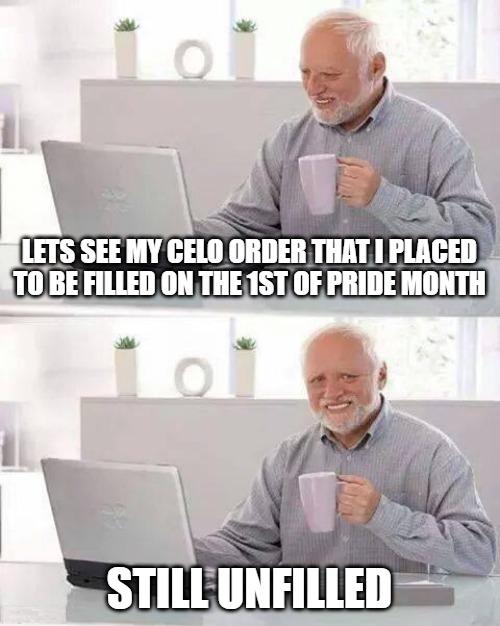 LETS SEE MY CELO ORDER THAT I PLACED
TO BE FILLED ON THE 1ST OF PRIDE MONTH
STILL UNFILLED